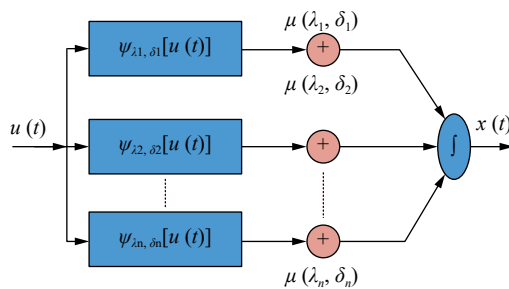 μ (λ₁, δ₁)
ψλ1, δ1[u (t)]
+
μ (λ₂, δ₂)
u (t)
ψλ2, δ2[u (t)]
+
∫
x (t)
ψλn, δn[u (t)]
+
μ (λₙ, δₙ)